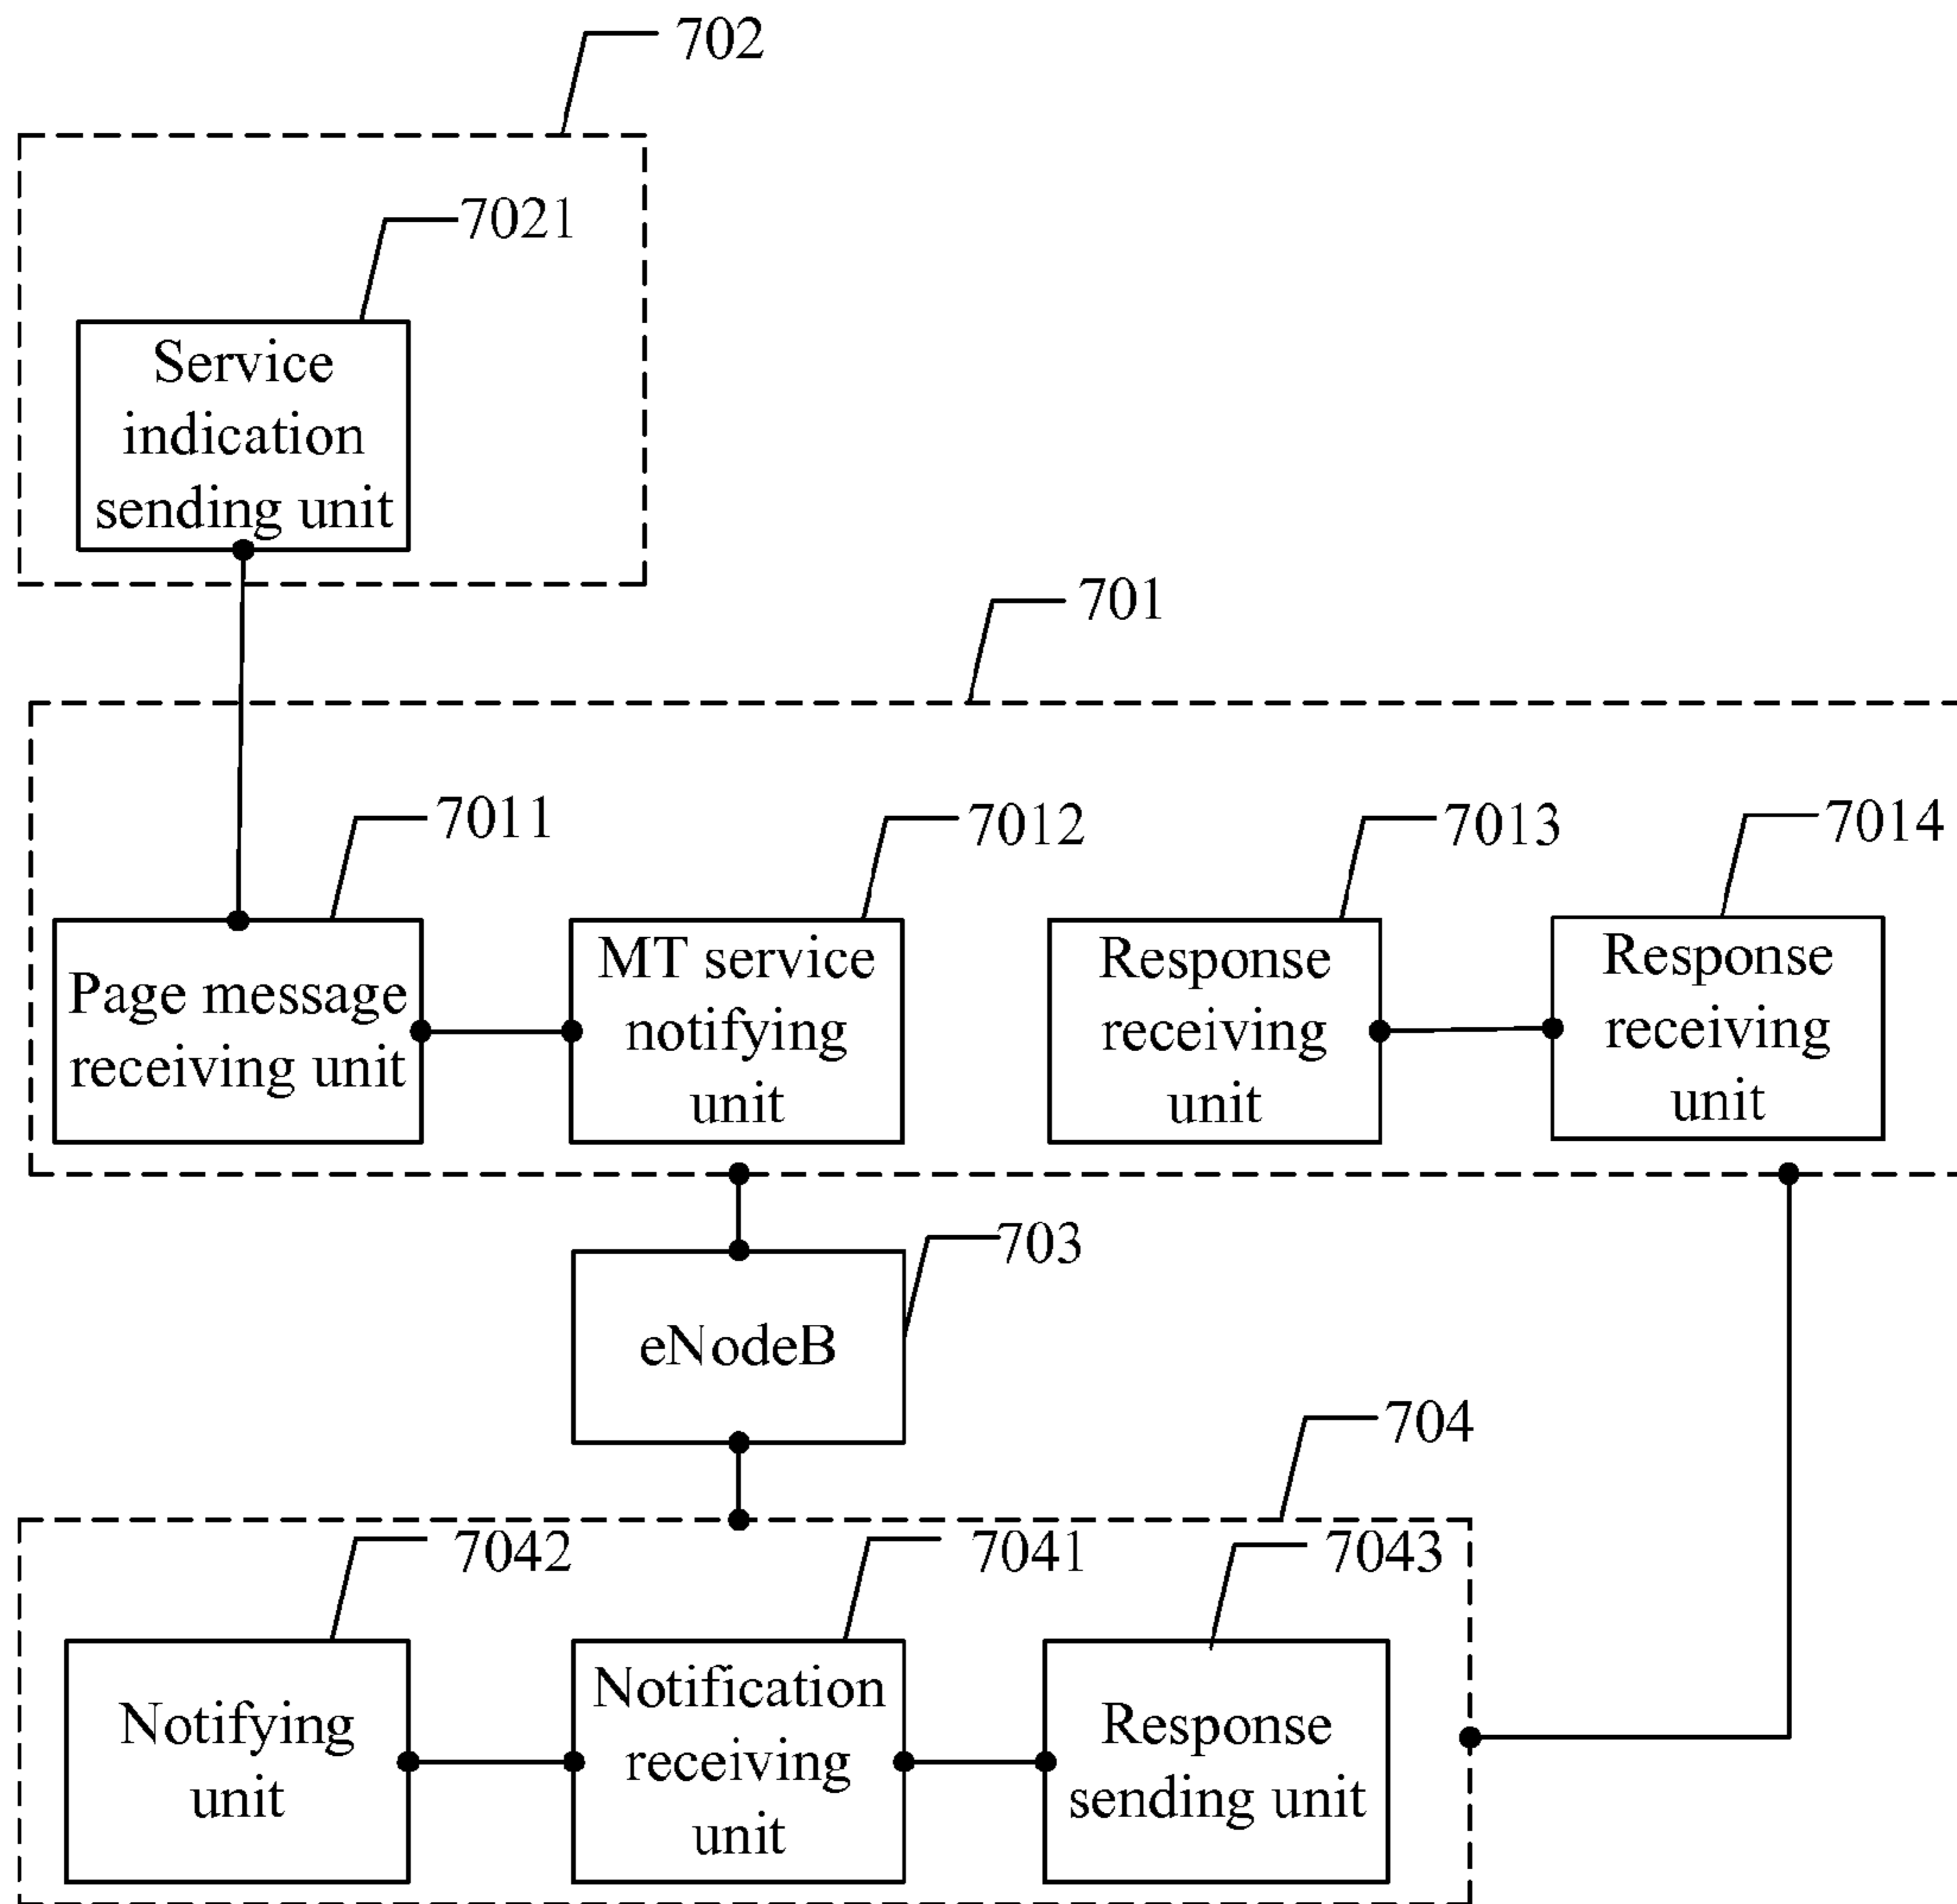 702
7021
Service
indication
sending unit
701
7011
7012
7013
7014
Page message
receiving unit
MT service
notifying
unit
Response
receiving
unit
Response
receiving
unit
703
eNodeB
704
7042
7041
7043
Notifying
unit
Notification
receiving
unit
Response
sending unit